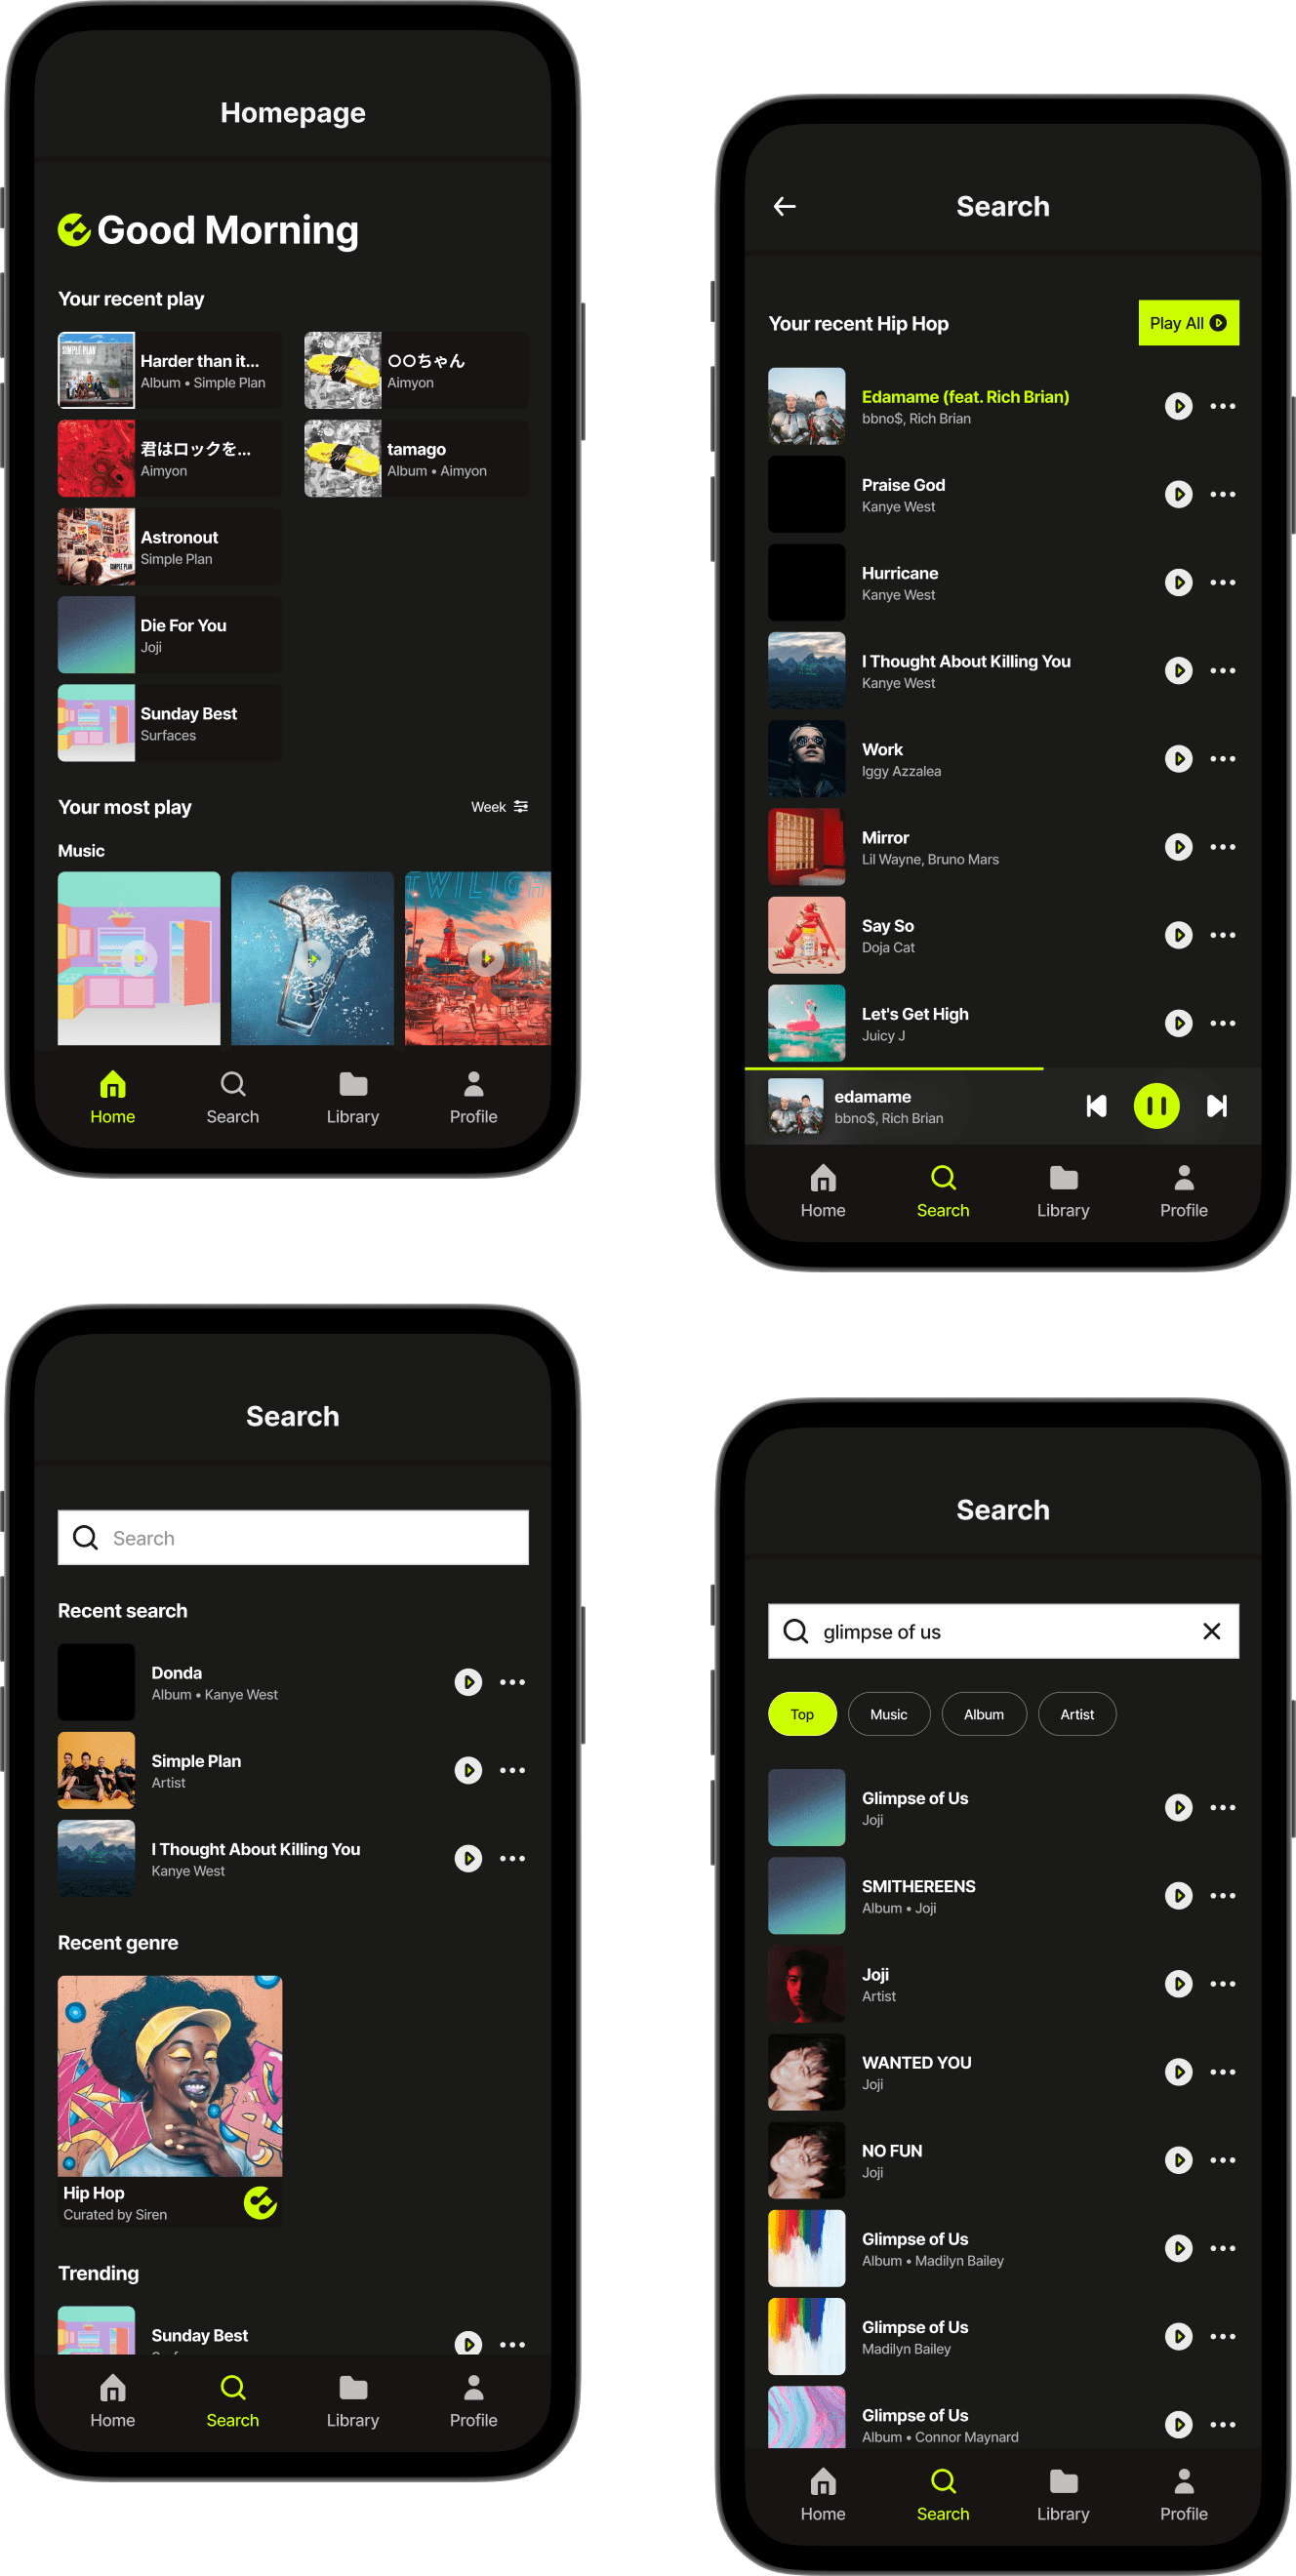 Homepage
Good Morning
Your recent play
Harder than it...
Album • Simple Plan
○○ちゃん
Aimyon
君はロックを...
Aimyon
tamago
Album • Aimyon
Astronout
Simple Plan
Die For You
Joji
Sunday Best
Surfaces
Your most play
Week
Music
TWILIGH
Home
Search
Library
Profile
Search
Your recent Hip Hop
Play All
Edamame (feat. Rich Brian)
bbno$, Rich Brian
Praise God
Kanye West
Hurricane
Kanye West
I Thought About Killing You
Kanye West
Work
Iggy Azzalea
Mirror
Lil Wayne, Bruno Mars
Say So
Doja Cat
Let's Get High
Juicy J
edamame
bbno$, Rich Brian
Home
Search
Library
Profile
Search
Search
Recent search
Donda
Album • Kanye West
Simple Plan
Artist
I Thought About Killing You
Kanye West
Recent genre
Hip Hop
Curated by Siren
Trending
Sunday Best
Home
Search
Library
Profile
Search
glimpse of us
Top
Music
Album
Artist
Glimpse of Us
Joji
SMITHEREENS
Album • Joji
Joji
Artist
WANTED YOU
Joji
NO FUN
Joji
Glimpse of Us
Album • Madilyn Bailey
Glimpse of Us
Madilyn Bailey
Glimpse of Us
Album • Connor Maynard
Home
Search
Library
Profile